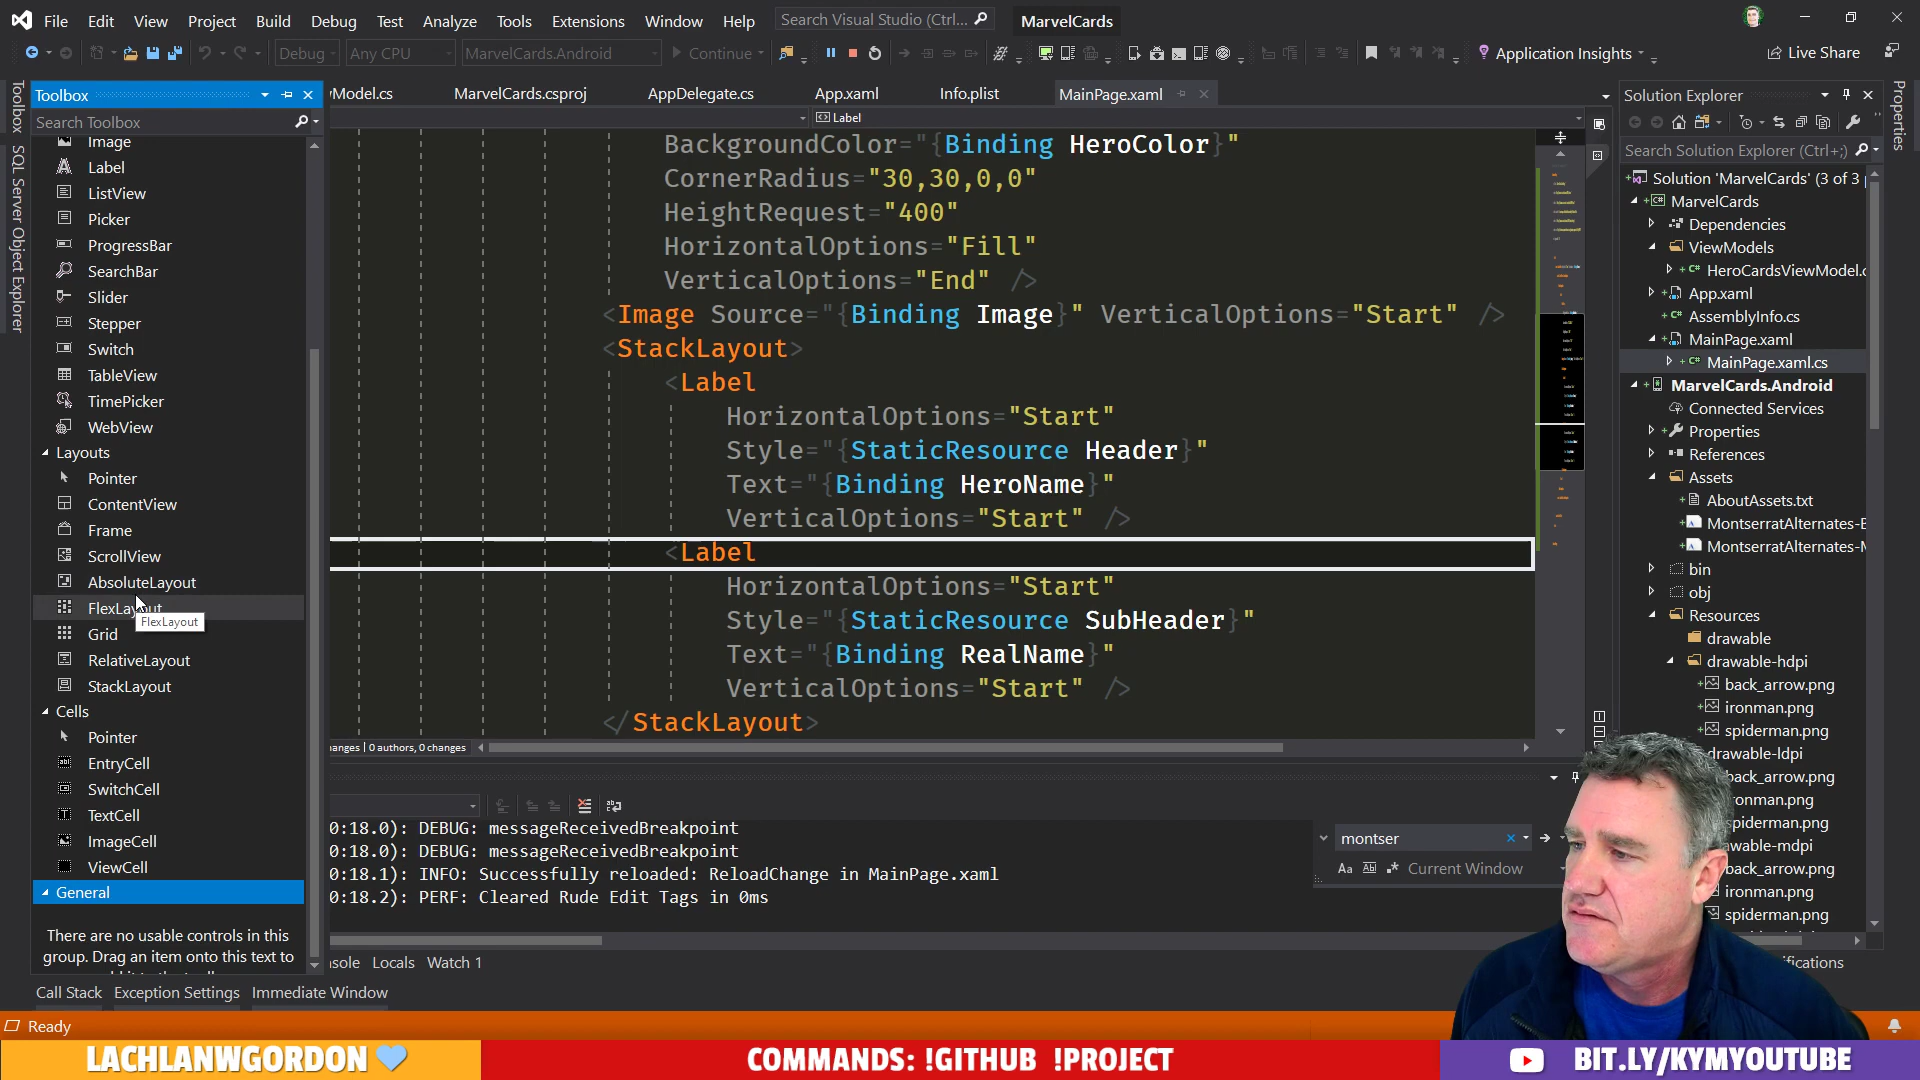 File Edit View Project Build Debug Test Analyze Tools Extensions Window Help Search Visual Studio (Ctrl... MarvelCards
Debug Any CPU MarvelCards.Android Continue Application Insights Live Share
Toolbox
Search Toolbox
Image
Label
ListView
Picker
ProgressBar
SearchBar
Slider
Stepper
Switch
TableView
TimePicker
WebView
Layouts
Pointer
ContentView
Frame
ScrollView
AbsoluteLayout
FlexLayout
FlexLayout
Grid
RelativeLayout
StackLayout
Cells
Pointer
EntryCell
SwitchCell
TextCell
ImageCell
ViewCell
General
There are no usable controls in this
group. Drag an item onto this text to
Call Stack Exception Settings Immediate Window
Toolbox
SQL Server Object Explorer
Model.cs MarvelCards.csproj AppDelegate.cs App.xaml Info.plist MainPage.xaml
Label
BackgroundColor="{Binding HeroColor}"
CornerRadius="30,30,0,0"
HeightRequest="400"
HorizontalOptions="Fill"
VerticalOptions="End" />
<Image Source="{Binding Image}" VerticalOptions="Start" />
<StackLayout>
<Label
HorizontalOptions="Start"
Style="{StaticResource Header}"
Text="{Binding HeroName}"
VerticalOptions="Start" />
<Label
HorizontalOptions="Start"
Style="{StaticResource SubHeader}"
Text="{Binding RealName}"
VerticalOptions="Start" />
</StackLayout>
anges | 0 authors, 0 changes
0:18.0): DEBUG: messageReceivedBreakpoint
0:18.0): DEBUG: messageReceivedBreakpoint
0:18.1): INFO: Successfully reloaded: ReloadChange in MainPage.xaml
0:18.2): PERF: Cleared Rude Edit Tags in 0ms
montser
Aa Current Window
sole Locals Watch 1
Solution Explorer
Search Solution Explorer (Ctrl+;)
Solution 'MarvelCards' (3 of 3
MarvelCards
Dependencies
ViewModels
HeroCardsViewModel.c
App.xaml
AssemblyInfo.cs
MainPage.xaml
MainPage.xaml.cs
MarvelCards.Android
Connected Services
Properties
References
Assets
AboutAssets.txt
MontserratAlternates-E
MontserratAlternates-M
bin
obj
Resources
drawable
drawable-hdpi
back_arrow.png
ironman.png
spiderman.png
drawable-ldpi
back_arrow.png
ronman.png
spiderman.png
awable-mdpi
back_arrow.png
ironman.png
spiderman.png
ifications
Properties
Ready
LACHLANWGORDON
COMMANDS: !GITHUB !PROJECT
BIT.LY/KYMYOUTUBE